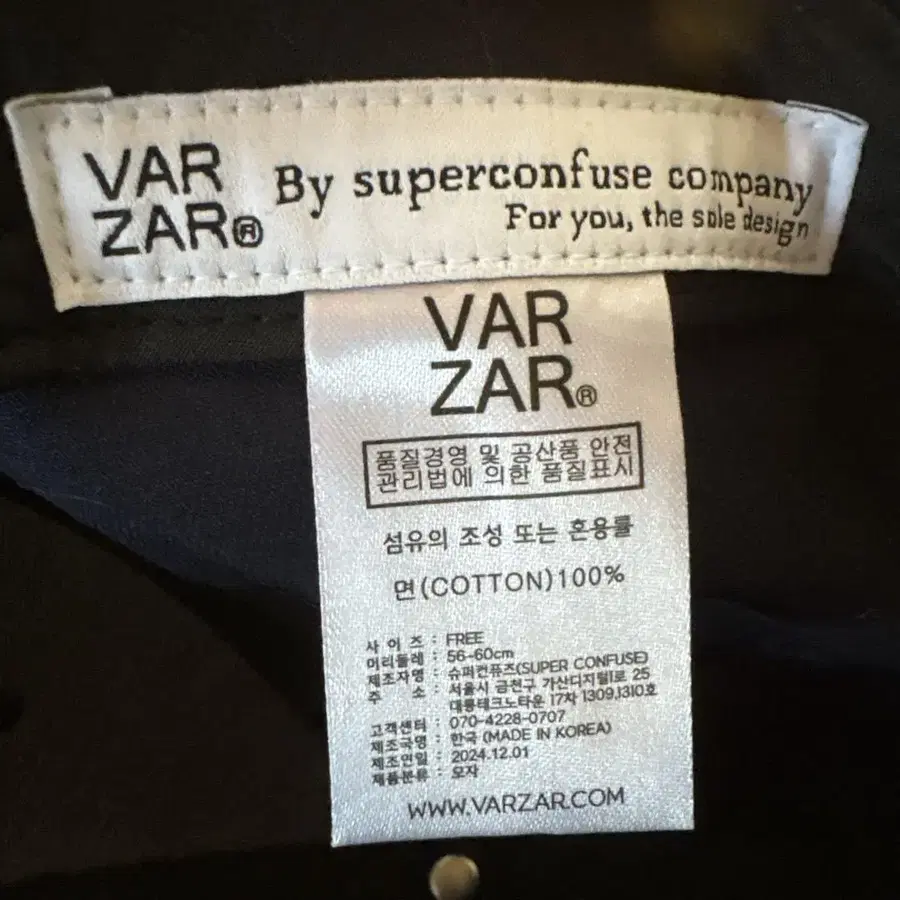 VAR
ZAR®
By superconfuse company
For you, the sole design
VAR
ZAR®
품질경영 및 공산품 안전
관리법에 의한 품질표시
섬유의 조성 또는 혼용률
면(COTTON)100%
사 이 즈 : FREE
머리둘레 : 56-60cm
제조자명 : 슈퍼컨퓨즈(SUPER CONFUSE)
주 소 : 서울시 금천구 가산디지털1로 25
대륭테크노타운 17차 1309,1310호
고객센터 : 070-4228-0707
제조국명 : 한국 (MADE IN KOREA)
제조연일 : 2024.12.01
제품분류 : 모자
WWW.VARZAR.COM